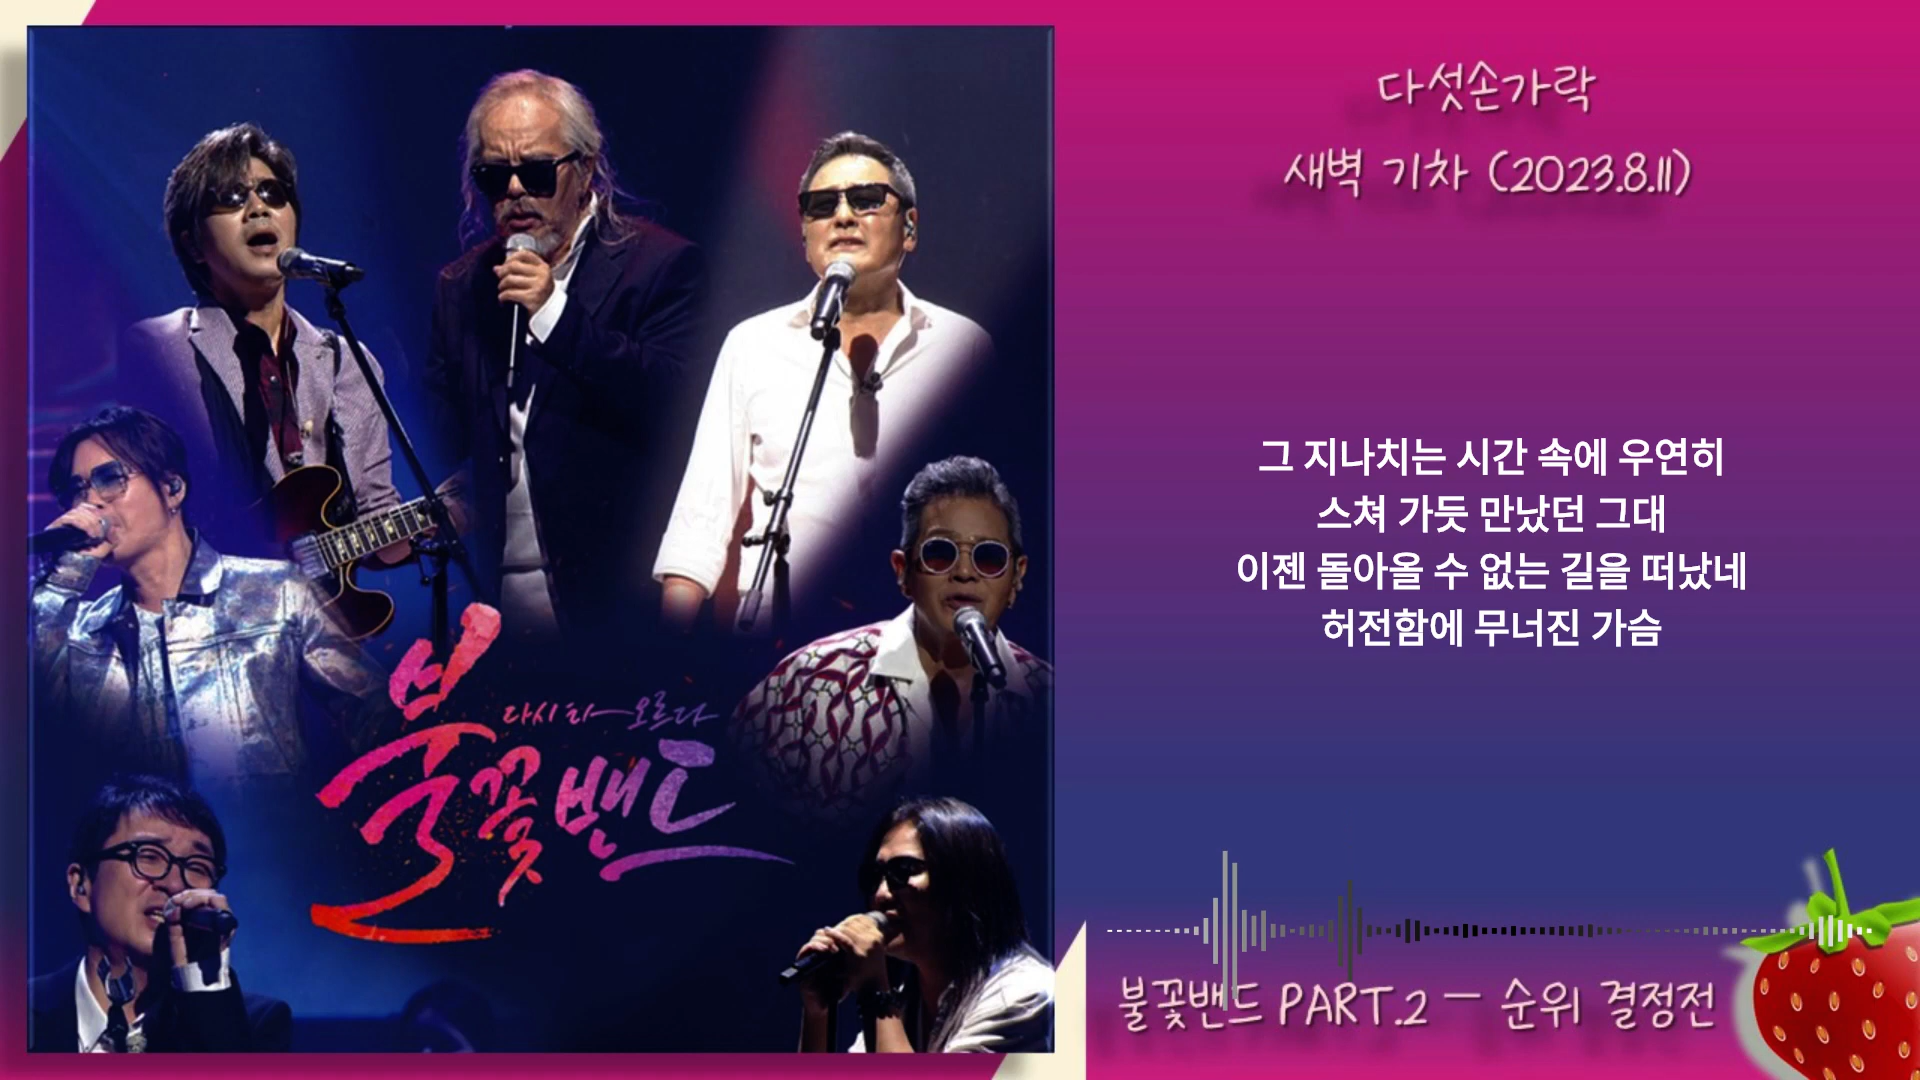 다섯손가락
새벽 기차 (2023.8.11)
그 지나치는 시간 속에 우연히
스쳐 가듯 만났던 그대
이젠 돌아올 수 없는 길을 떠났네
허전함에 무너진 가슴
다시 타오르다
불꽃밴드
불꽃밴드 PART.2 - 순위 결정전